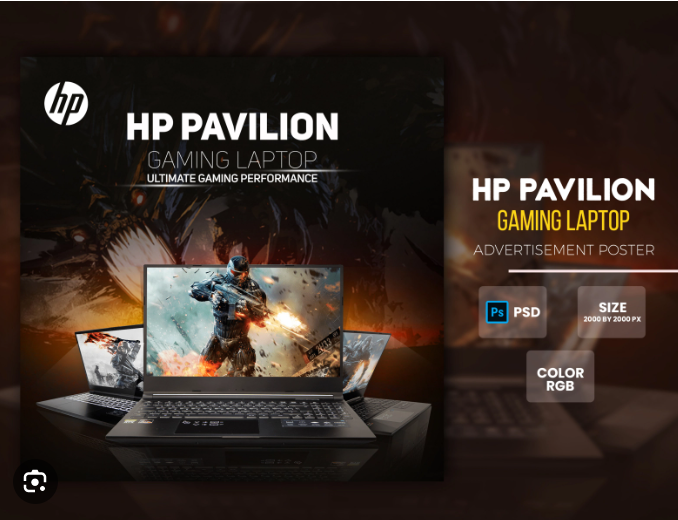 hp
HP PAVILION
GAMING LAPTOP
ULTIMATE GAMING PERFORMANCE
HP PAVILION
GAMING LAPTOP
ADVERTISEMENT POSTER
Ps PSD
SIZE
2000 BY 2000 PX
COLOR
RGB